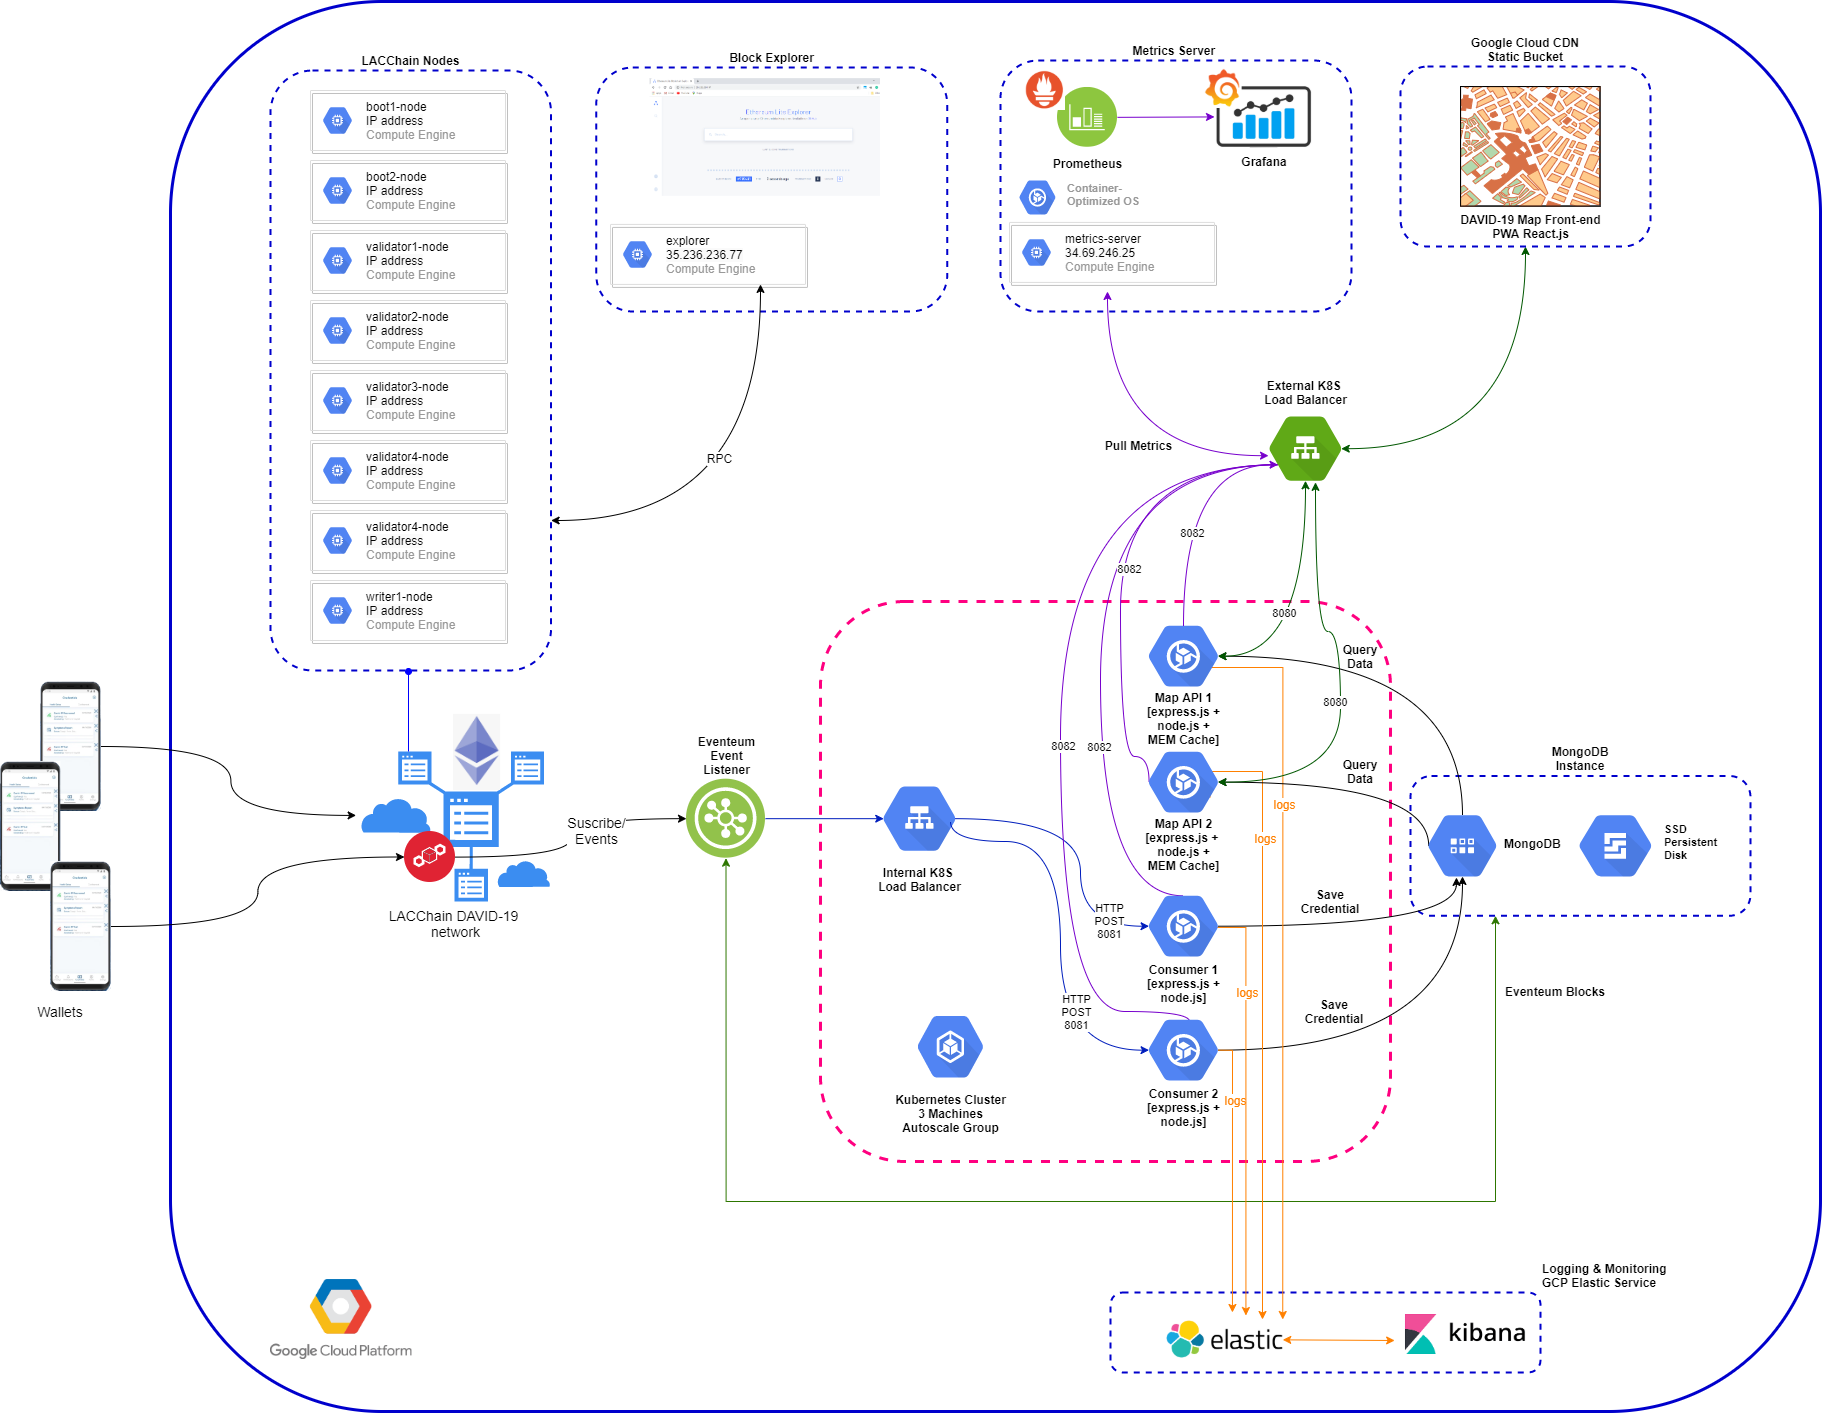 LACChain Nodes
boot1-node
IP address
Compute Engine
boot2-node
IP address
Compute Engine
validator1-node
IP address
Compute Engine
validator2-node
IP address
Compute Engine
validator3-node
IP address
Compute Engine
validator4-node
IP address
Compute Engine
validator4-node
IP address
Compute Engine
writer1-node
IP address
Compute Engine
Block Explorer
Ethereum Lite Explorer
explorer
35.236.236.77
Compute Engine
RPC
Metrics Server
Prometheus
Grafana
Container-
Optimized OS
metrics-server
34.69.246.25
Compute Engine
Google Cloud CDN
Static Bucket
DAVID-19 Map Front-end
PWA React.js
External K8S
Load Balancer
Pull Metrics
8082
8082
8080
8080
8082
8082
Wallets
LACChain DAVID-19
network
Suscribe/
Events
Eventeum
Event
Listener
Internal K8S
Load Balancer
HTTP
POST
8081
HTTP
POST
8081
Map API 1
[express.js +
node.js +
MEM Cache]
Map API 2
[express.js +
node.js +
MEM Cache]
Consumer 1
[express.js +
node.js]
Consumer 2
[express.js +
node.js]
Kubernetes Cluster
3 Machines
Autoscale Group
Query
Data
Query
Data
Save
Credential
Save
Credential
logs
logs
logs
logs
MongoDB
Instance
MongoDB
SSD
Persistent
Disk
Eventeum Blocks
Logging & Monitoring
GCP Elastic Service
elastic
kibana
Google Cloud Platform